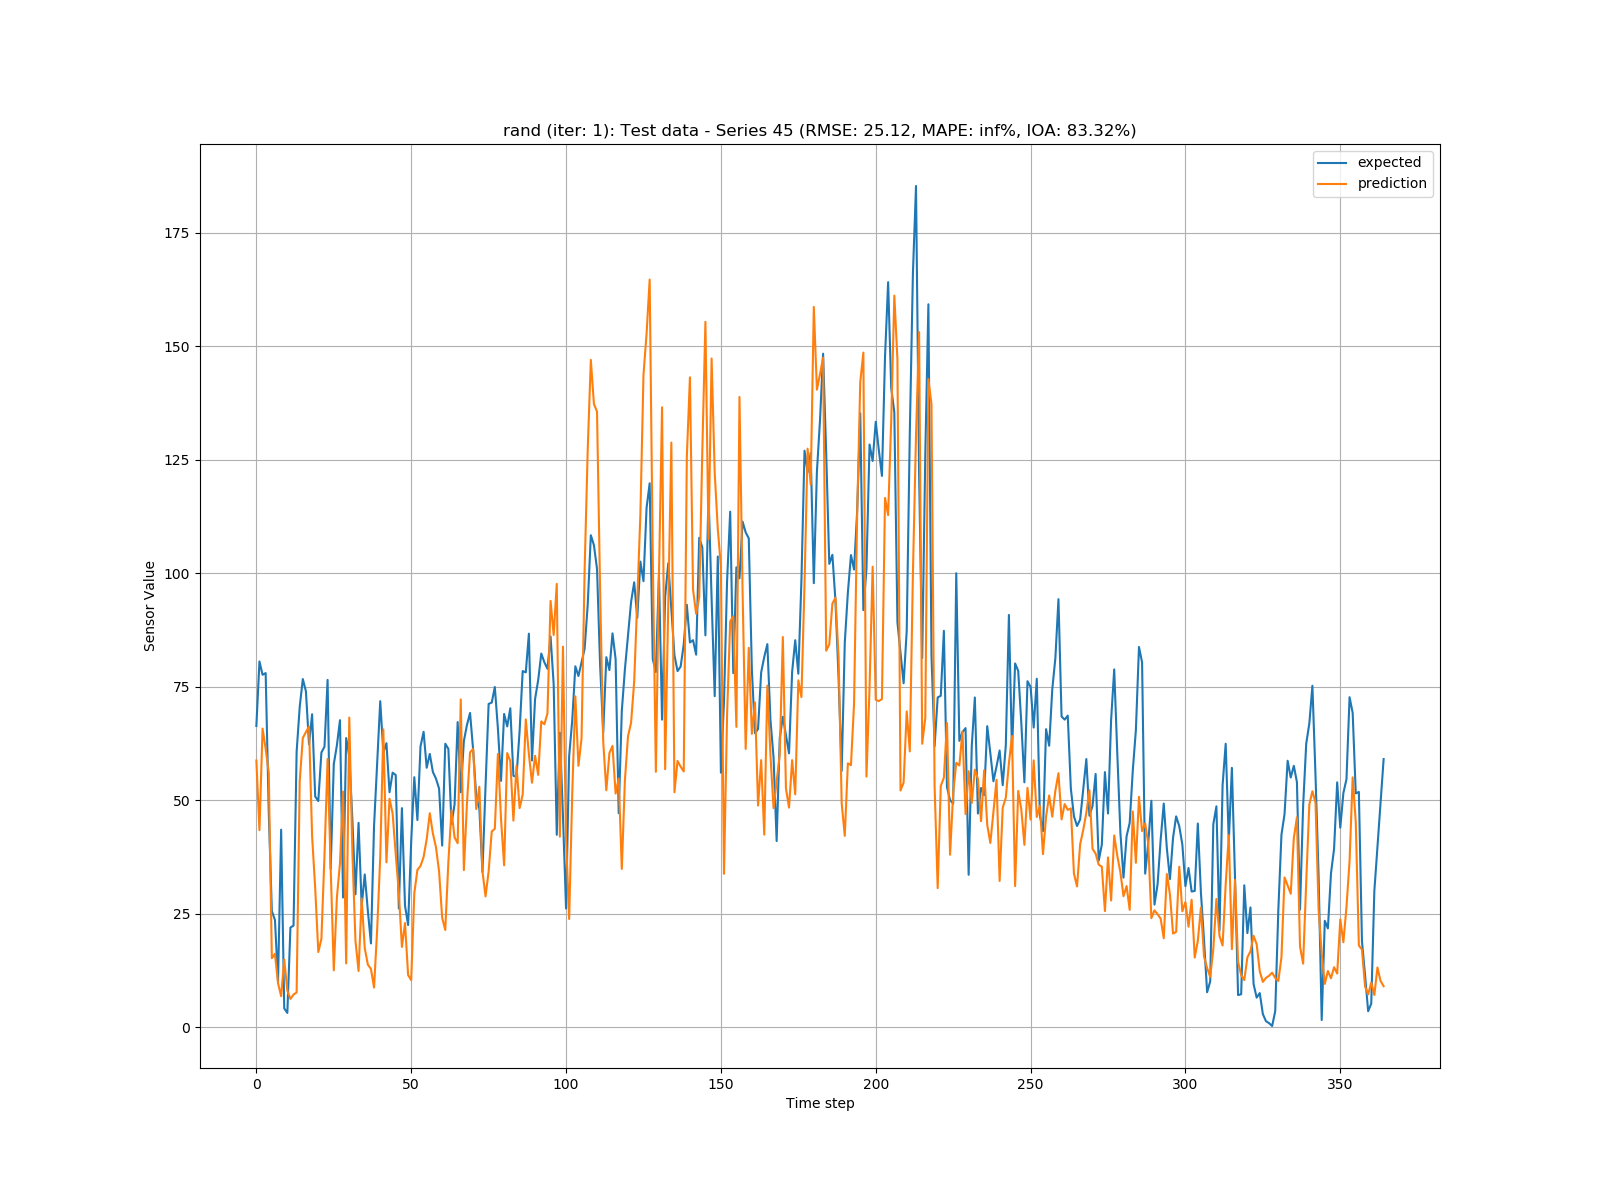 rand (iter: 1): Test data - Series 45 (RMSE: 25.12, MAPE: inf%, IOA: 83.32%)
expected
prediction
175
150
125
100
75
50
25
0
Sensor Value
0 50 100 150 200 250 300 350
Time step